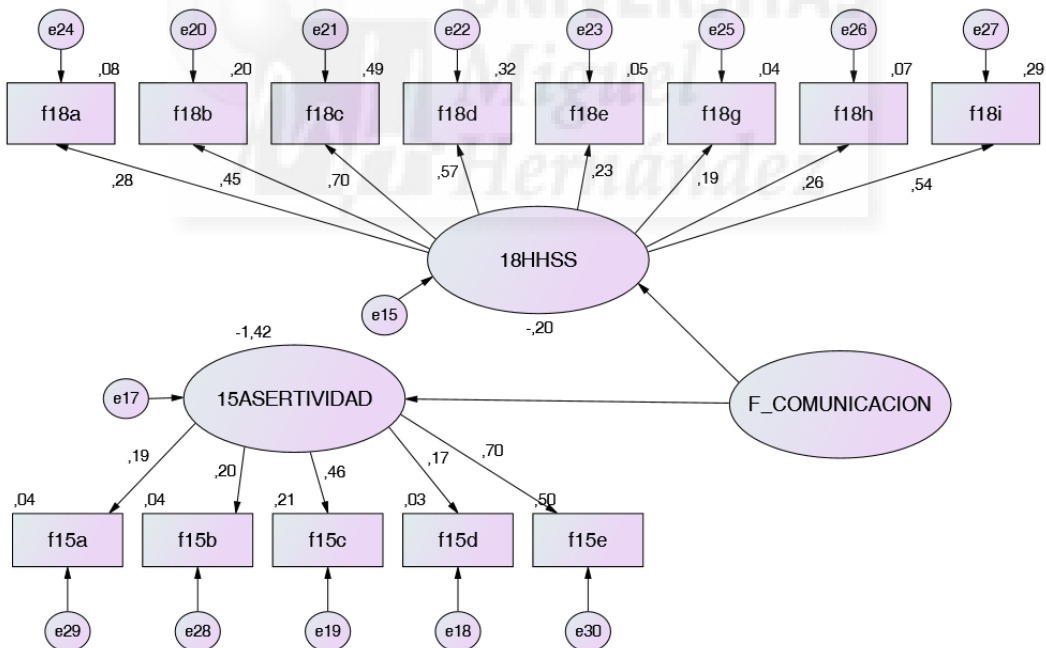 UNIVERSITAS
Miguel
Hernández
e24 e20 e21 e22 e23 e25 e26 e27
,08 ,20 ,49 ,32 ,05 ,04 ,07 ,29
f18a f18b f18c f18d f18e f18g f18h f18i
,28 ,45 ,70 ,57 ,23 ,19 ,26 ,54
18HHSS
e15
-,20
-1,42
e17
15ASERTIVIDAD
F_COMUNICACION
,19 ,20 ,46 ,17 ,70
,04 ,04 ,21 ,03 ,50
f15a f15b f15c f15d f15e
e29 e28 e19 e18 e30